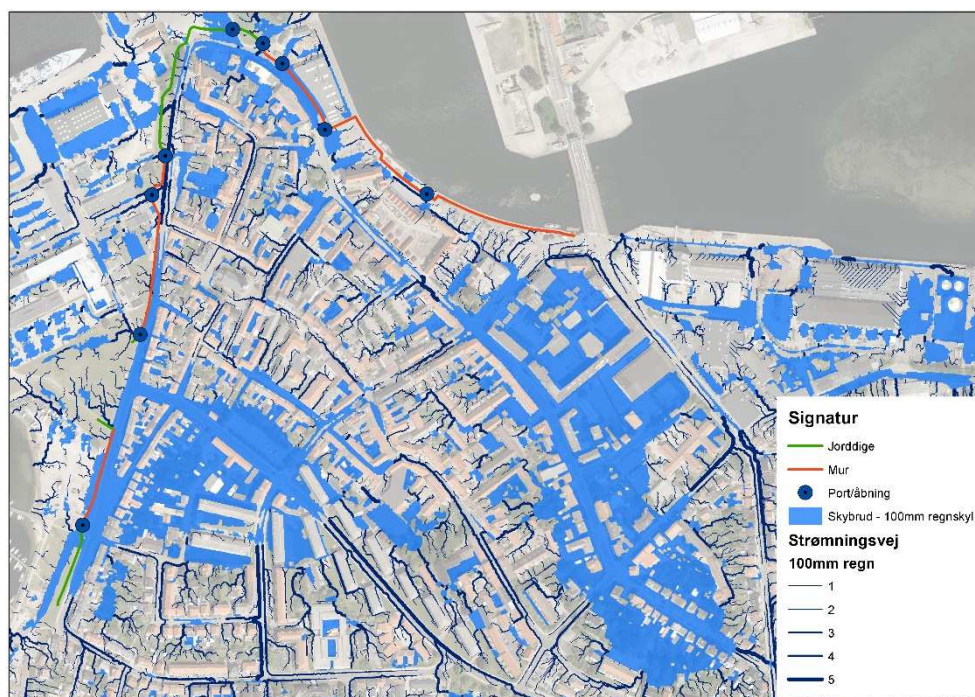 Signatur
Jorddige
Mur
Port/åbning
Skybrud - 100mm regnskyl
Strømningsvej
100mm regn
1
2
3
4
5